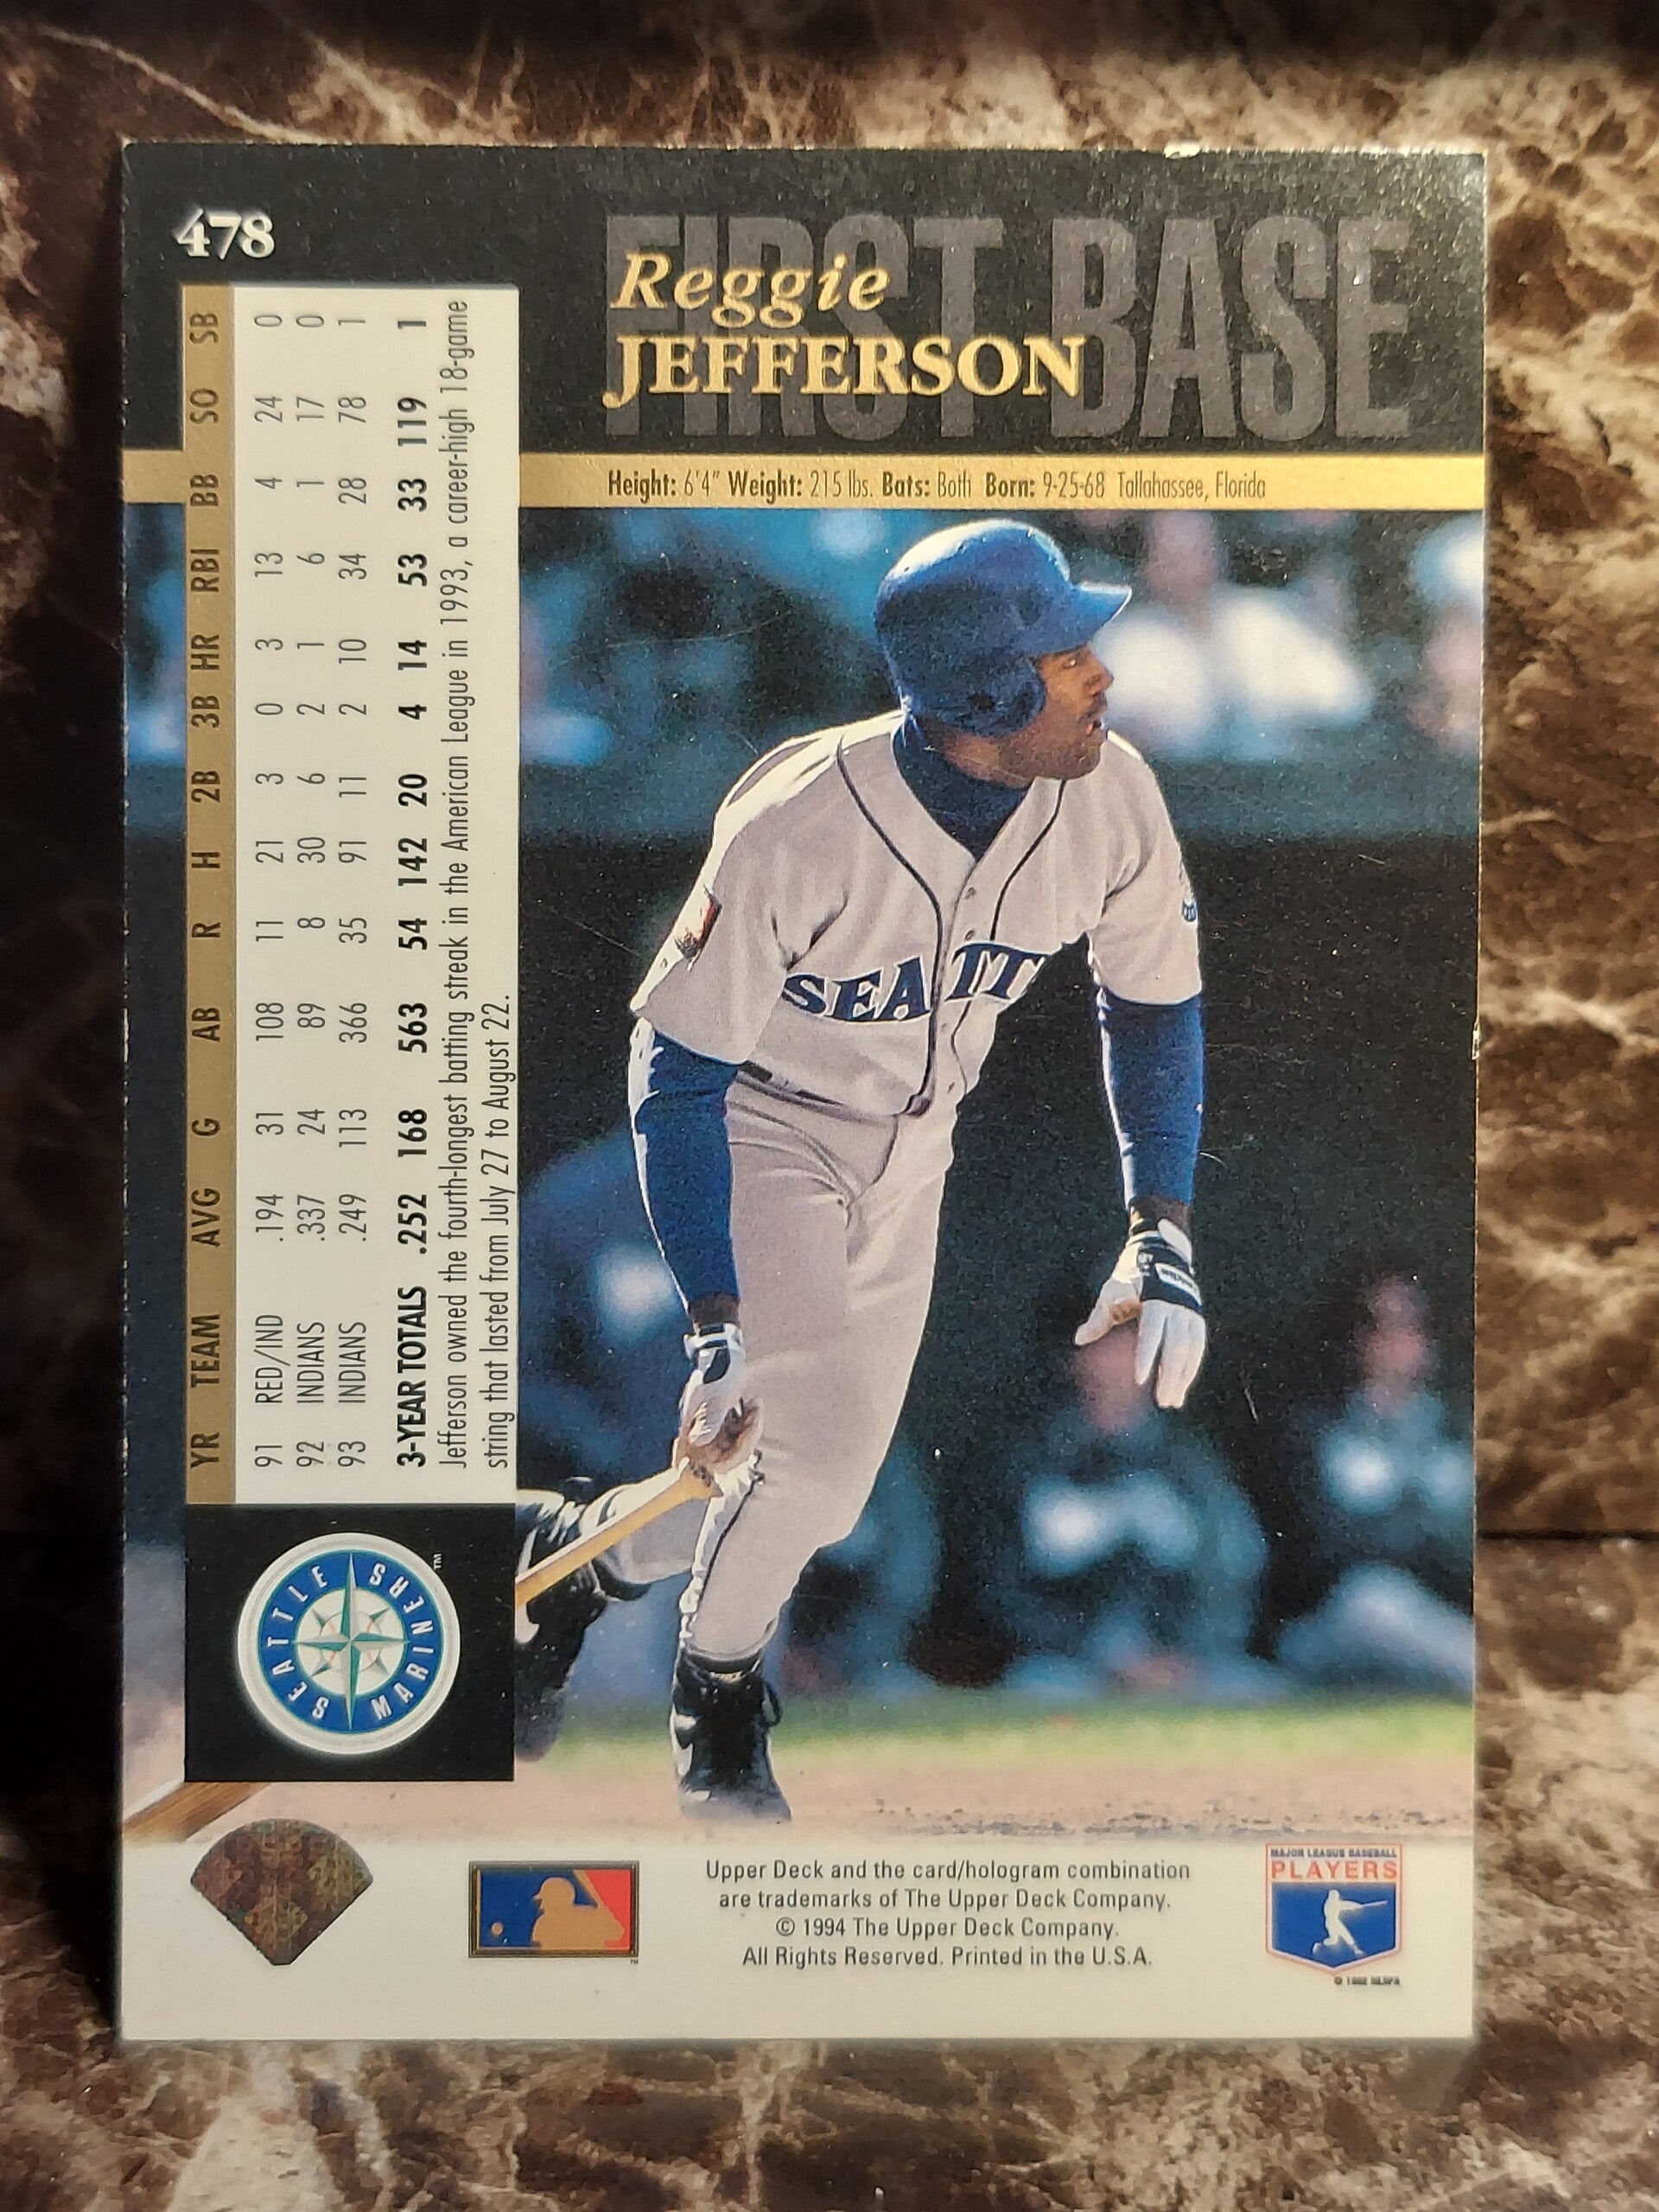 478
FIRST BASE
Reggie
JEFFERSON
Height: 6'4" Weight: 215 lbs. Bats: Both Born: 9-25-68 Tallahassee, Florida
YR TEAM AVG G AB R H 2B 3B HR RBI BB SO SB
91 RED/IND .194 31 108 11 21 3 0 3 13 4 24 0
92 INDIANS .337 24 89 8 30 6 2 1 6 1 17 0
93 INDIANS .249 113 366 35 91 11 2 10 34 28 78 1
3-YEAR TOTALS .252 168 563 54 142 20 4 14 53 33 119 1
Jefferson owned the fourth-longest batting streak in the American League in 1993, a career-high 18-game
string that lasted from July 27 to August 22.
SEATT
SEATTLE
MARINERS
TM
Upper Deck and the card/hologram combination
are trademarks of The Upper Deck Company.
© 1994 The Upper Deck Company.
All Rights Reserved. Printed in the U.S.A.
MAJOR LEAGUE BASEBALL
PLAYERS